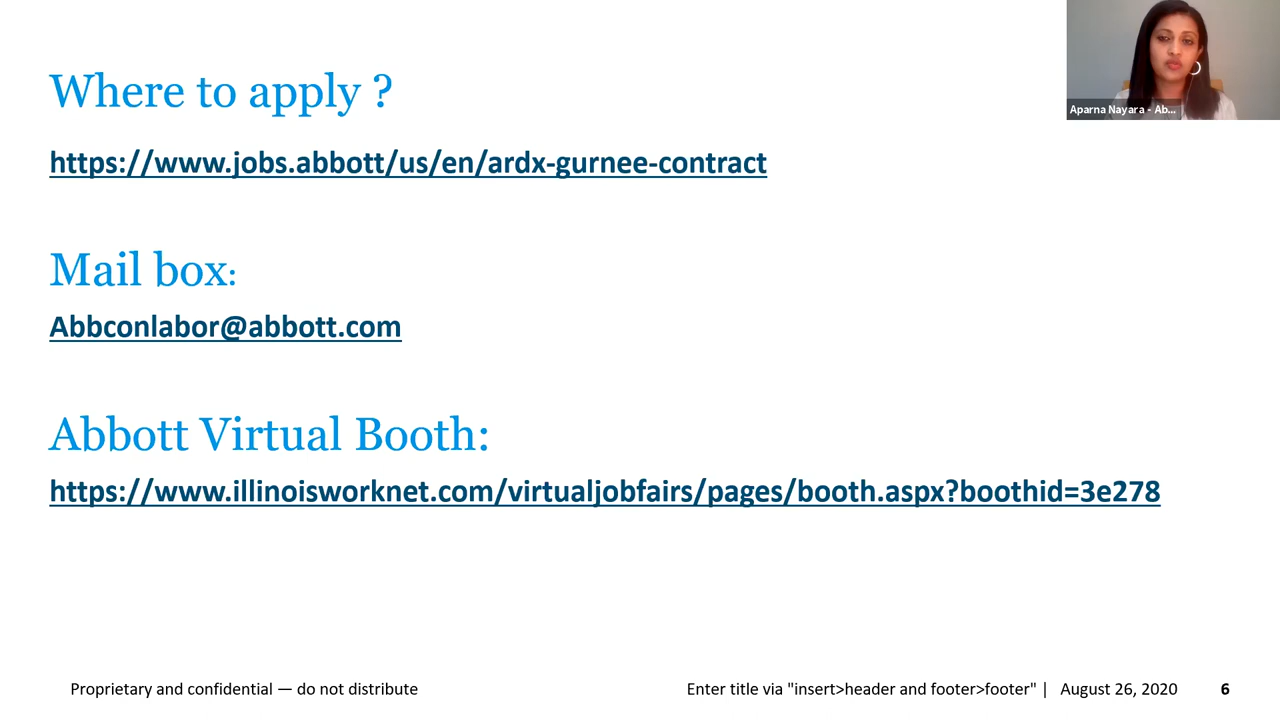 Where to apply ?
https://www.jobs.abbott/us/en/ardx-gurnee-contract
Mail box:
Abbconlabor@abbott.com
Abbott Virtual Booth:
https://www.illinoisworknet.com/virtualjobfairs/pages/booth.aspx?boothid=3e278
Aparna Nayara - Ab...
Proprietary and confidential — do not distribute
Enter title via "insert>header and footer>footer" | August 26, 2020 6